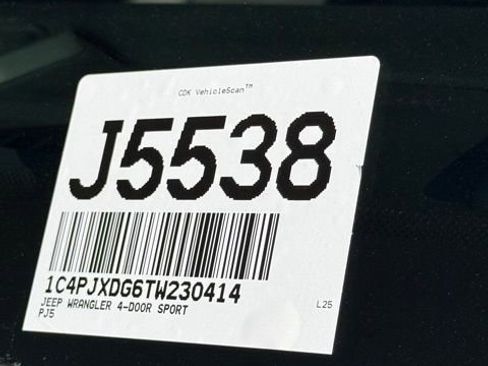 CDK VehicleScan™
J5538
1C4PJXDG6TW230414
JEEP WRANGLER 4-DOOR SPORT
PJ5
L25